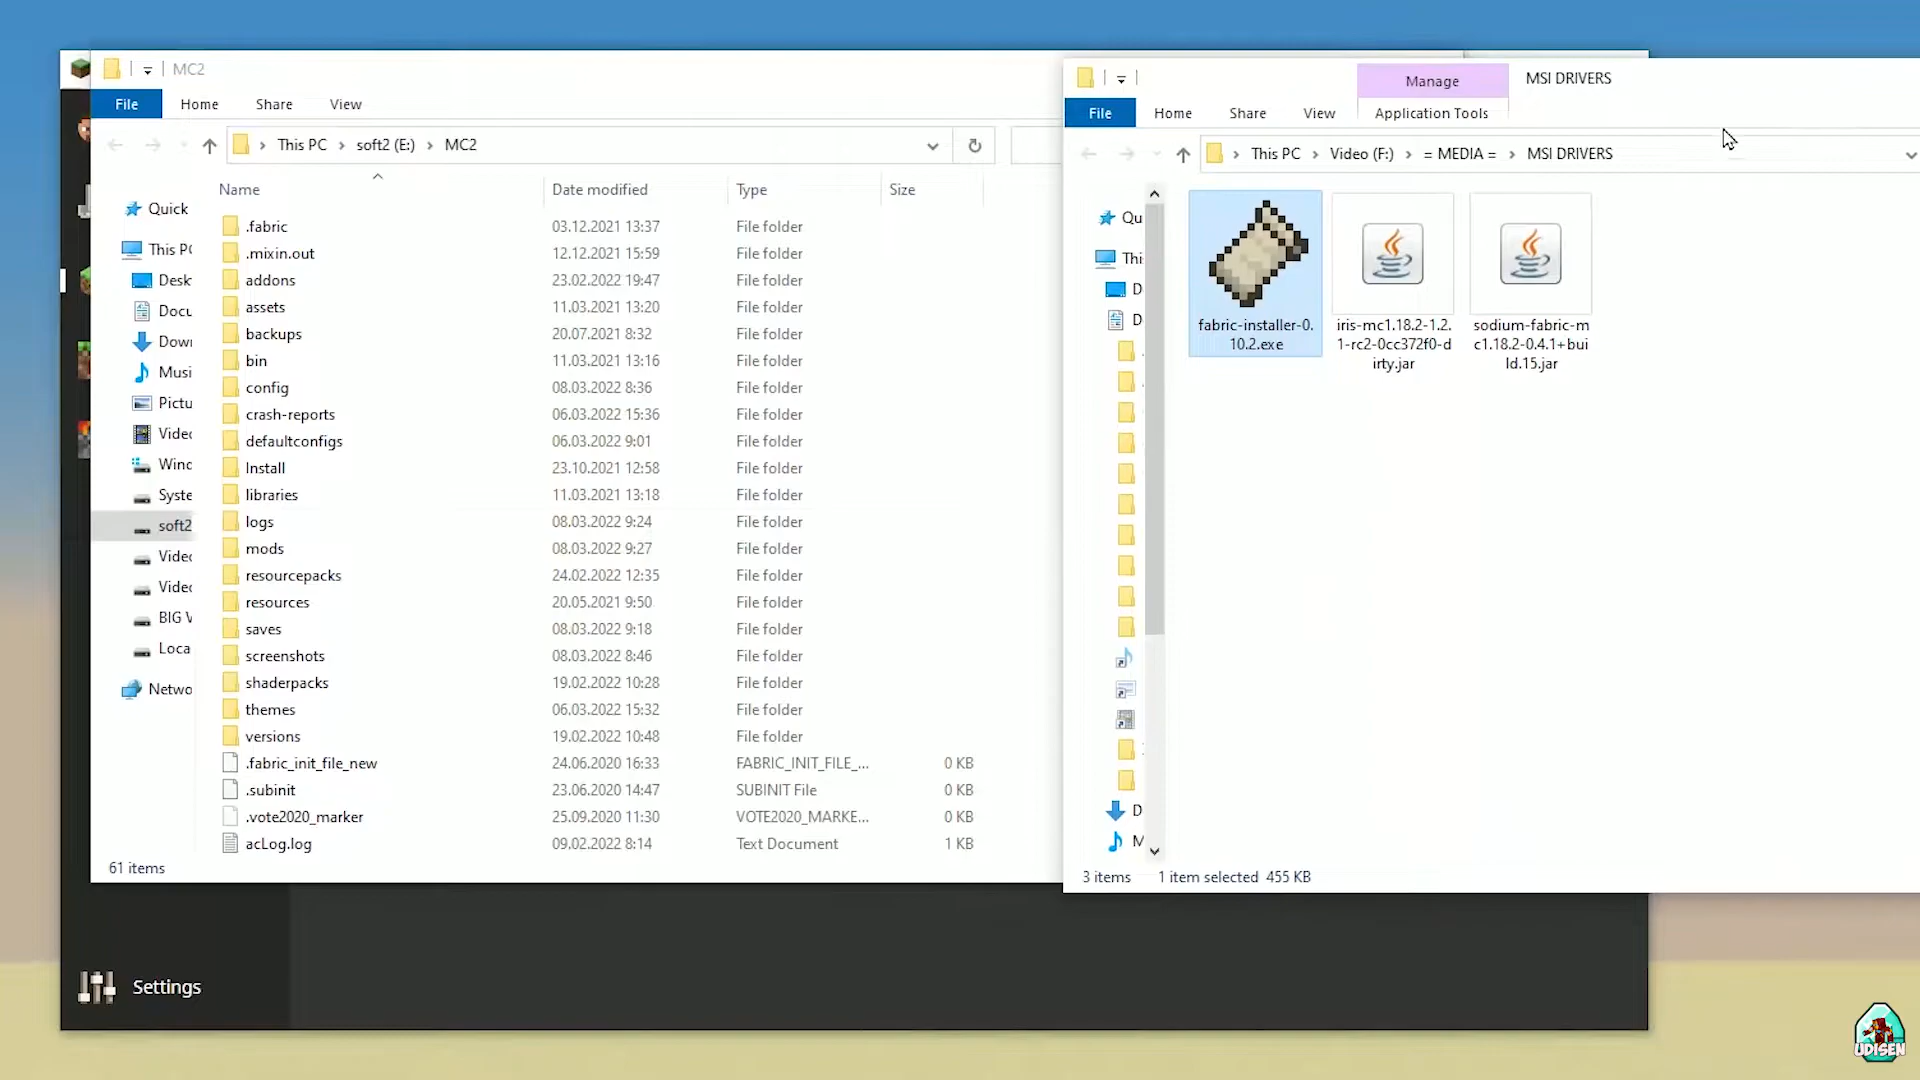 MC2
File Home Share View
This PC › soft2 (E:) › MC2
Name Date modified Type Size
Quick
This PC
Desk
Docu
Dow
Musi
Pictu
Video
Wind
Syste
soft2
Video
Video
BIG V
Loca
Netwo
.fabric 03.12.2021 13:37 File folder
.mixin.out 12.12.2021 15:59 File folder
addons 23.02.2022 19:47 File folder
assets 11.03.2021 13:20 File folder
backups 20.07.2021 8:32 File folder
bin 11.03.2021 13:16 File folder
config 08.03.2022 8:36 File folder
crash-reports 06.03.2022 15:36 File folder
defaultconfigs 06.03.2022 9:01 File folder
Install 23.10.2021 12:58 File folder
libraries 11.03.2021 13:18 File folder
logs 08.03.2022 9:24 File folder
mods 08.03.2022 9:27 File folder
resourcepacks 24.02.2022 12:35 File folder
resources 20.05.2021 9:50 File folder
saves 08.03.2022 9:18 File folder
screenshots 08.03.2022 8:46 File folder
shaderpacks 19.02.2022 10:28 File folder
themes 06.03.2022 15:32 File folder
versions 19.02.2022 10:48 File folder
.fabric_init_file_new 24.06.2020 16:33 FABRIC_INIT_FILE_... 0 KB
.subinit 23.06.2020 14:47 SUBINIT File 0 KB
.vote2020_marker 25.09.2020 11:30 VOTE2020_MARKE... 0 KB
acLog.log 09.02.2022 8:14 Text Document 1 KB
61 items
Manage MSI DRIVERS
File Home Share View Application Tools
This PC › Video (F:) › = MEDIA = › MSI DRIVERS
Qu
This
D
D
D
M
fabric-installer-0.
10.2.exe
iris-mc1.18.2-1.2.
1-rc2-0cc372f0-d
irty.jar
sodium-fabric-m
c1.18.2-0.4.1+bui
ld.15.jar
3 items 1 item selected 455 KB
Settings
UDISEN